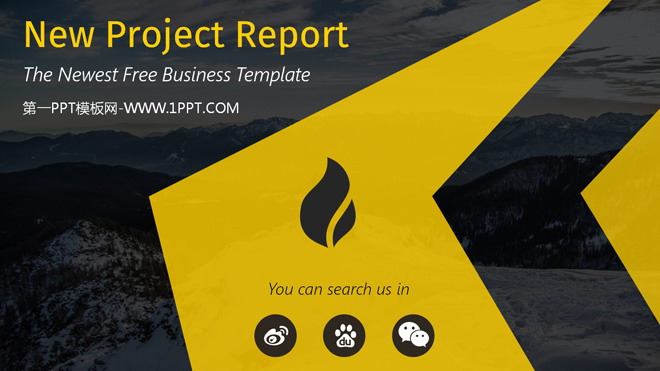 New Project Report
The Newest Free Business Template
第一PPT模板网-WWW.1PPT.COM
You can search us in
du